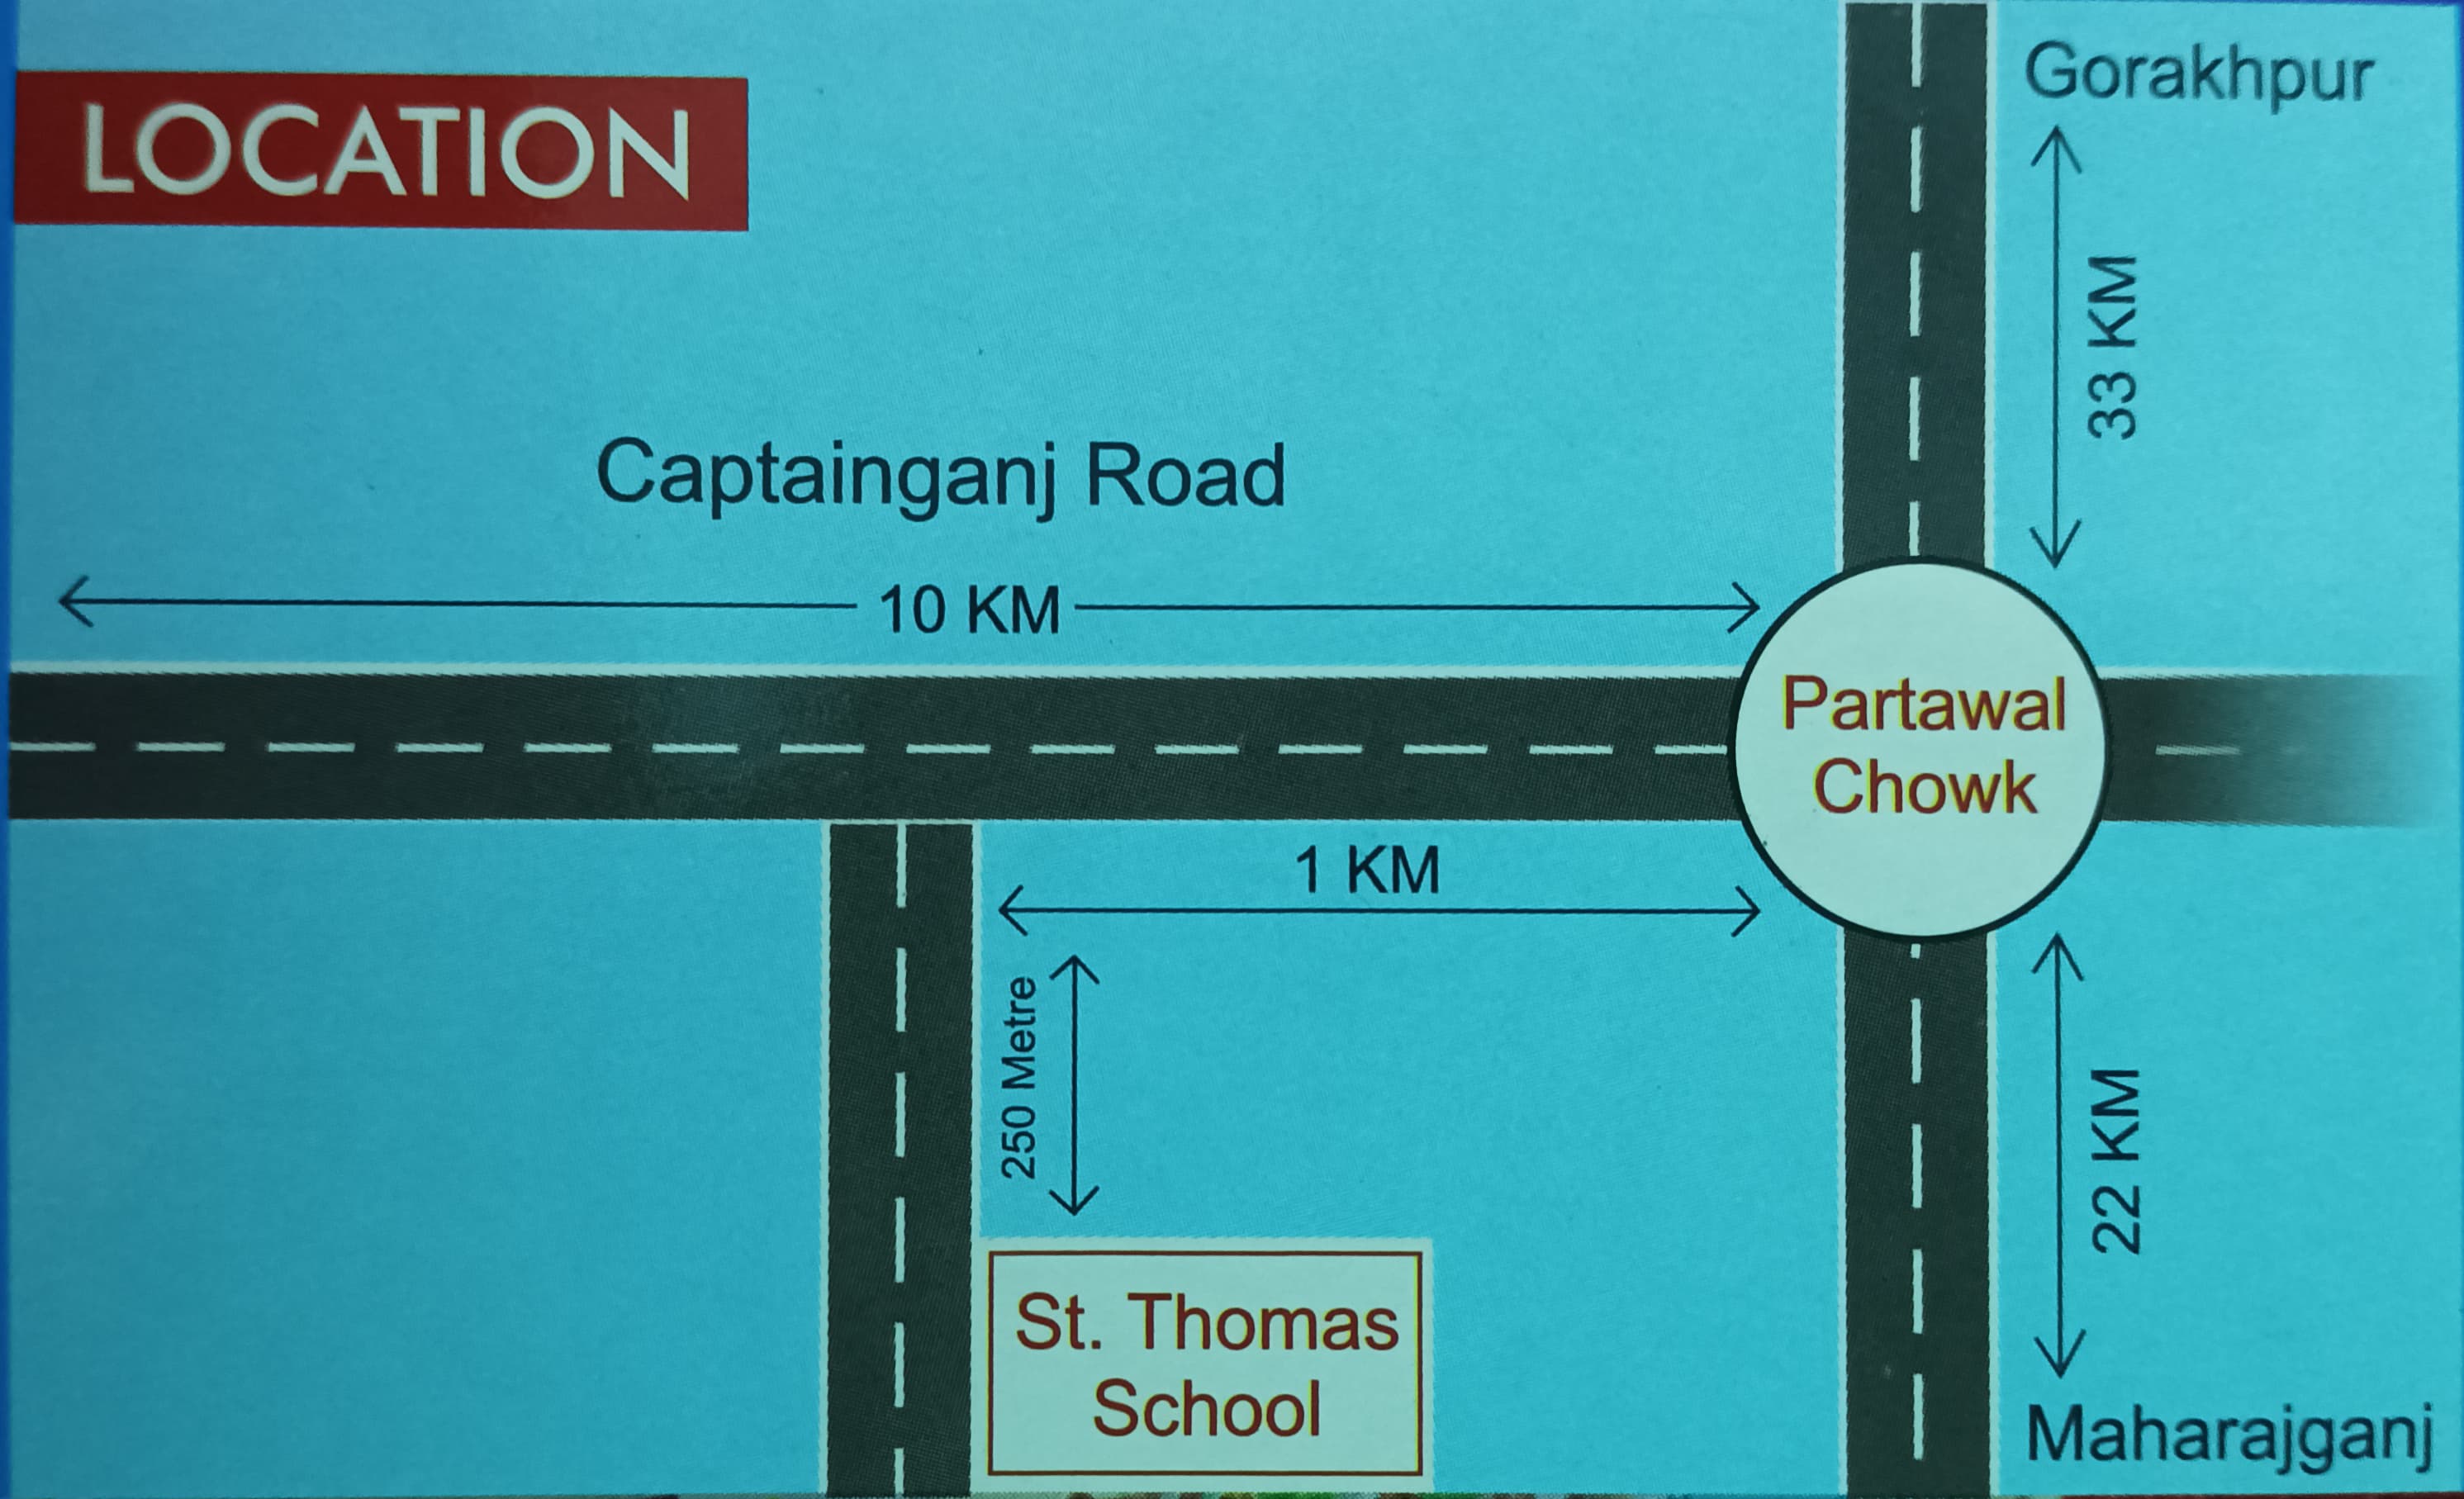 LOCATION
Gorakhpur
33 KM
Captainganj Road
10 KM
Partawal
Chowk
1 KM
250 Metre
22 KM
St. Thomas
School
Maharajganj